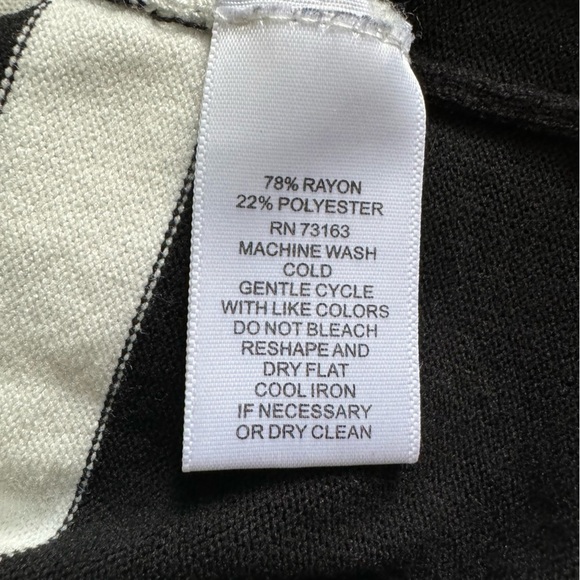 78% RAYON
22% POLYESTER
RN 73163
MACHINE WASH
COLD
GENTLE CYCLE
WITH LIKE COLORS
DO NOT BLEACH
RESHAPE AND
DRY FLAT
COOL IRON
IF NECESSARY
OR DRY CLEAN